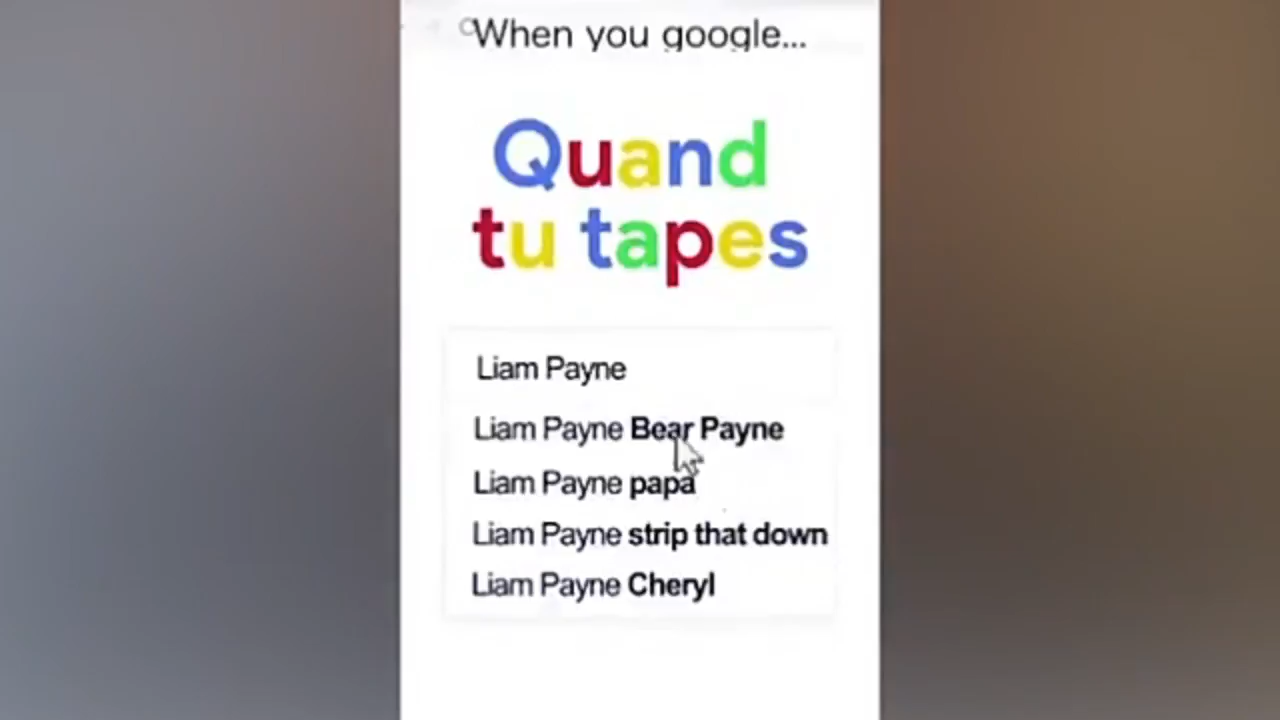 When you google...
Quand
tu tapes
Liam Payne
Liam Payne Bear Payne
Liam Payne papa
Liam Payne strip that down
Liam Payne Cheryl